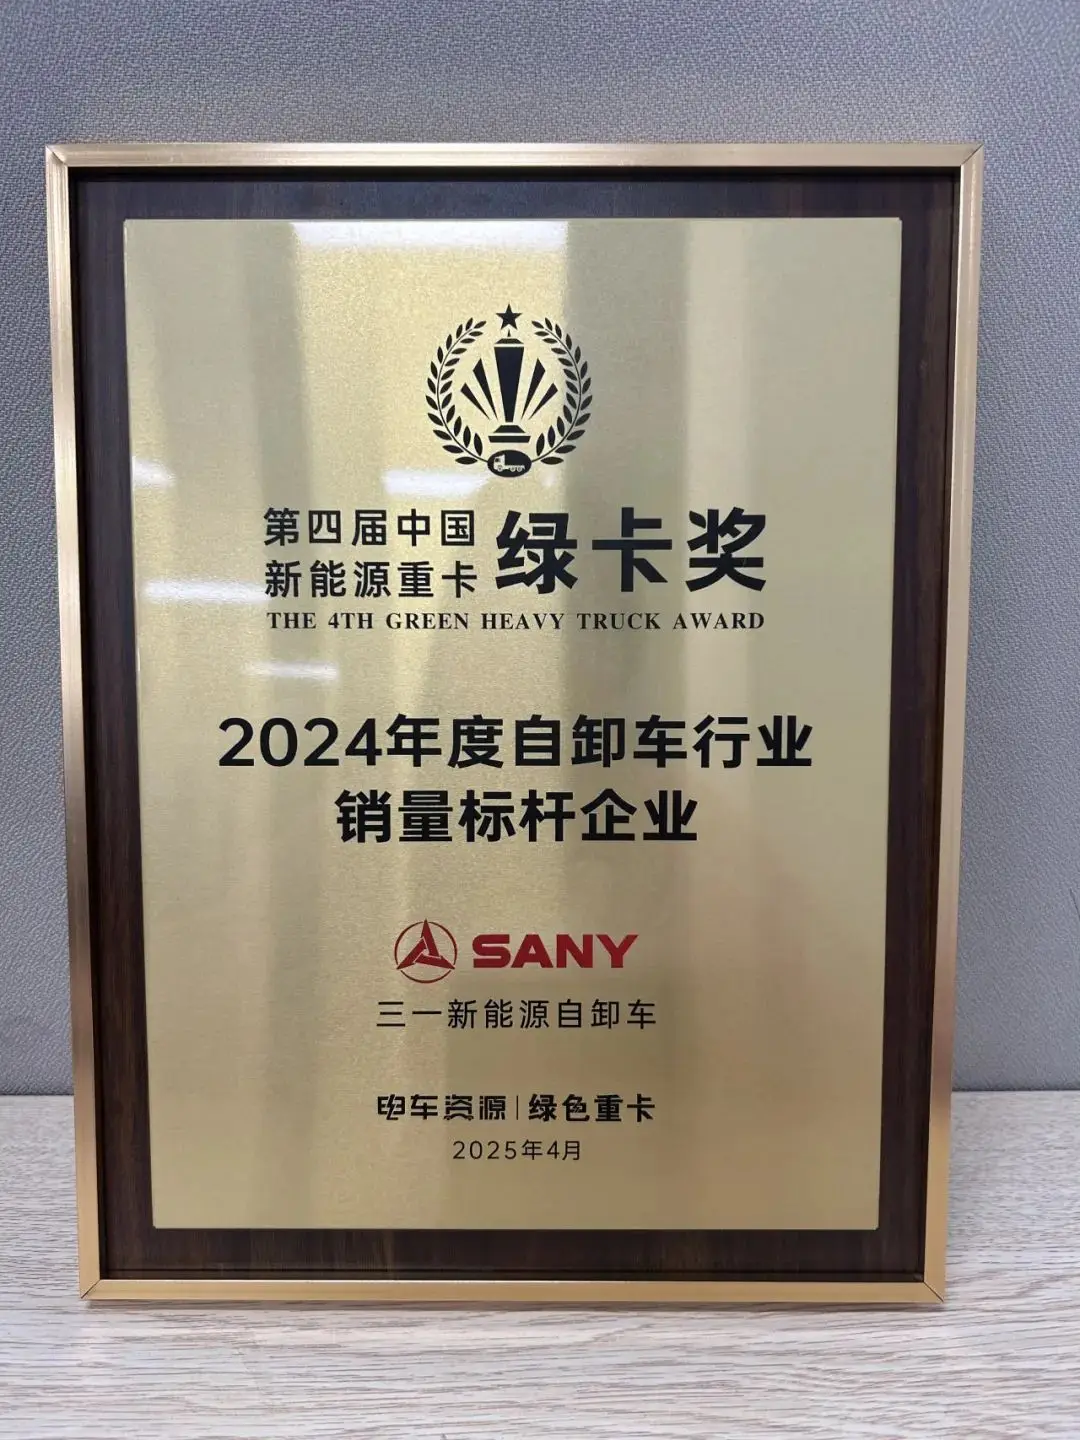 第四届中国
新能源重卡
绿卡奖
THE 4TH GREEN HEAVY TRUCK AWARD
2024年度自卸车行业
销量标杆企业
SANY
三一新能源自卸车
电车资源|绿色重卡
2025年4月